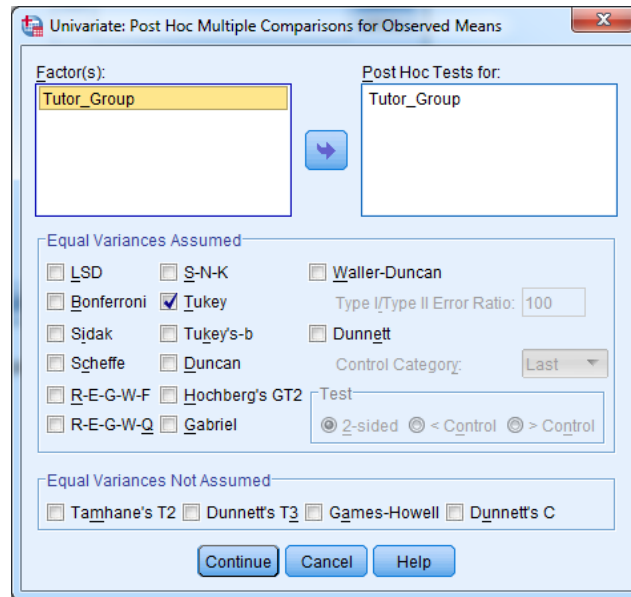 Univariate: Post Hoc Multiple Comparisons for Observed Means
Factor(s):
Tutor_Group
Post Hoc Tests for:
Tutor_Group
Equal Variances Assumed
LSD S-N-K Waller-Duncan
Bonferroni Tukey Type I/Type II Error Ratio: 100
Sidak Tukey's-b Dunnett
Scheffe Duncan Control Category: Last
R-E-G-W-F Hochberg's GT2 Test
R-E-G-W-Q Gabriel 2-sided < Control > Control
Equal Variances Not Assumed
Tamhane's T2 Dunnett's T3 Games-Howell Dunnett's C
Continue Cancel Help